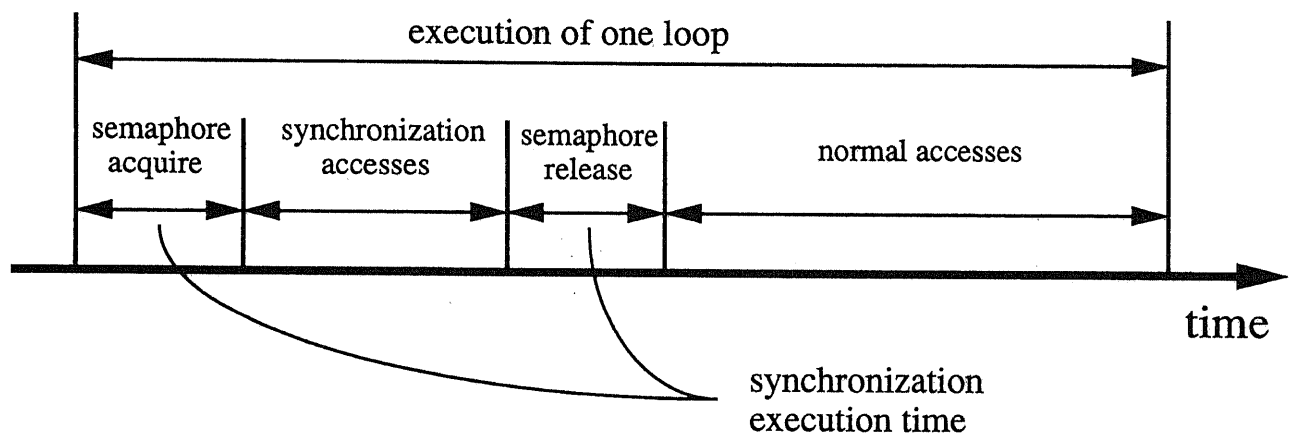 execution of one loop
semaphore
acquire
synchronization
accesses
semaphore
release
normal accesses
time
synchronization
execution time